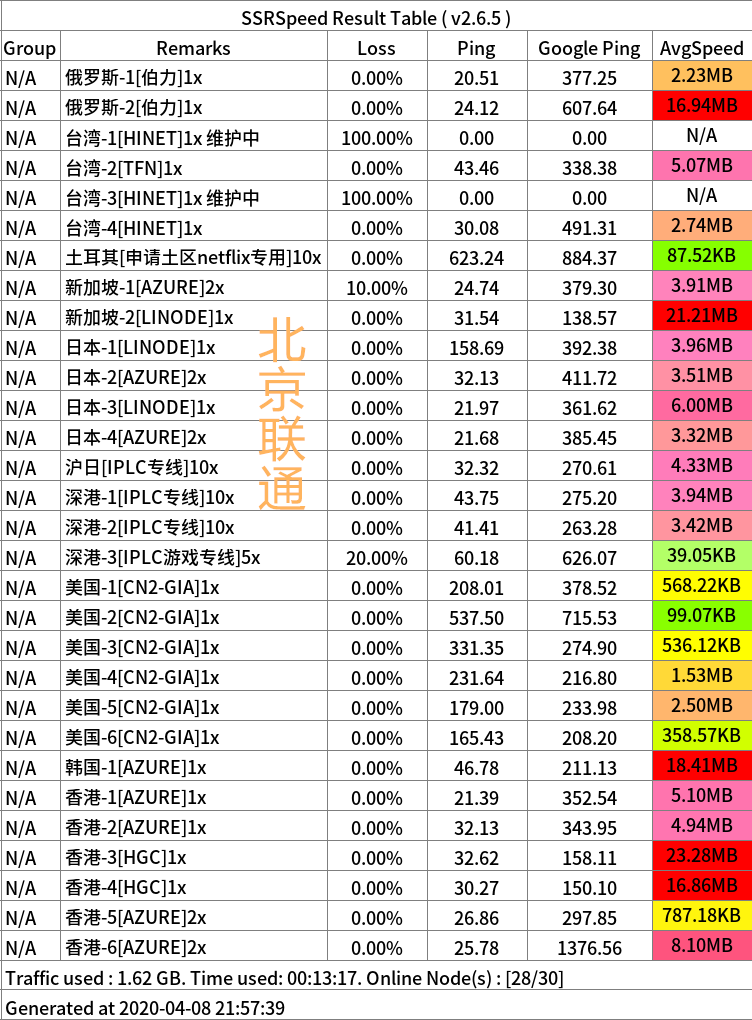 SSRSpeed Result Table ( v2.6.5 )
Group Remarks Loss Ping Google Ping AvgSpeed
N/A 俄罗斯-1[伯力]1x 0.00% 20.51 377.25 2.23MB
N/A 俄罗斯-2[伯力]1x 0.00% 24.12 607.64 16.94MB
N/A 台湾-1[HINET]1x 维护中 100.00% 0.00 0.00 N/A
N/A 台湾-2[TFN]1x 0.00% 43.46 338.38 5.07MB
N/A 台湾-3[HINET]1x 维护中 100.00% 0.00 0.00 N/A
N/A 台湾-4[HINET]1x 0.00% 30.08 491.31 2.74MB
N/A 土耳其[申请土区netflix专用]10x 0.00% 623.24 884.37 87.52KB
N/A 新加坡-1[AZURE]2x 10.00% 24.74 379.30 3.91MB
N/A 新加坡-2[LINODE]1x 0.00% 31.54 138.57 21.21MB
N/A 日本-1[LINODE]1x 0.00% 158.69 392.38 3.96MB
N/A 日本-2[AZURE]2x 0.00% 32.13 411.72 3.51MB
N/A 日本-3[LINODE]1x 0.00% 21.97 361.62 6.00MB
N/A 日本-4[AZURE]2x 0.00% 21.68 385.45 3.32MB
N/A 沪日[IPLC专线]10x 0.00% 32.32 270.61 4.33MB
N/A 深港-1[IPLC专线]10x 0.00% 43.75 275.20 3.94MB
N/A 深港-2[IPLC专线]10x 0.00% 41.41 263.28 3.42MB
N/A 深港-3[IPLC游戏专线]5x 20.00% 60.18 626.07 39.05KB
N/A 美国-1[CN2-GIA]1x 0.00% 208.01 378.52 568.22KB
N/A 美国-2[CN2-GIA]1x 0.00% 537.50 715.53 99.07KB
N/A 美国-3[CN2-GIA]1x 0.00% 331.35 274.90 536.12KB
N/A 美国-4[CN2-GIA]1x 0.00% 231.64 216.80 1.53MB
N/A 美国-5[CN2-GIA]1x 0.00% 179.00 233.98 2.50MB
N/A 美国-6[CN2-GIA]1x 0.00% 165.43 208.20 358.57KB
N/A 韩国-1[AZURE]1x 0.00% 46.78 211.13 18.41MB
N/A 香港-1[AZURE]1x 0.00% 21.39 352.54 5.10MB
N/A 香港-2[AZURE]1x 0.00% 32.13 343.95 4.94MB
N/A 香港-3[HGC]1x 0.00% 32.62 158.11 23.28MB
N/A 香港-4[HGC]1x 0.00% 30.27 150.10 16.86MB
N/A 香港-5[AZURE]2x 0.00% 26.86 297.85 787.18KB
N/A 香港-6[AZURE]2x 0.00% 25.78 1376.56 8.10MB
Traffic used : 1.62 GB. Time used: 00:13:17. Online Node(s) : [28/30]
Generated at 2020-04-08 21:57:39
北京联通